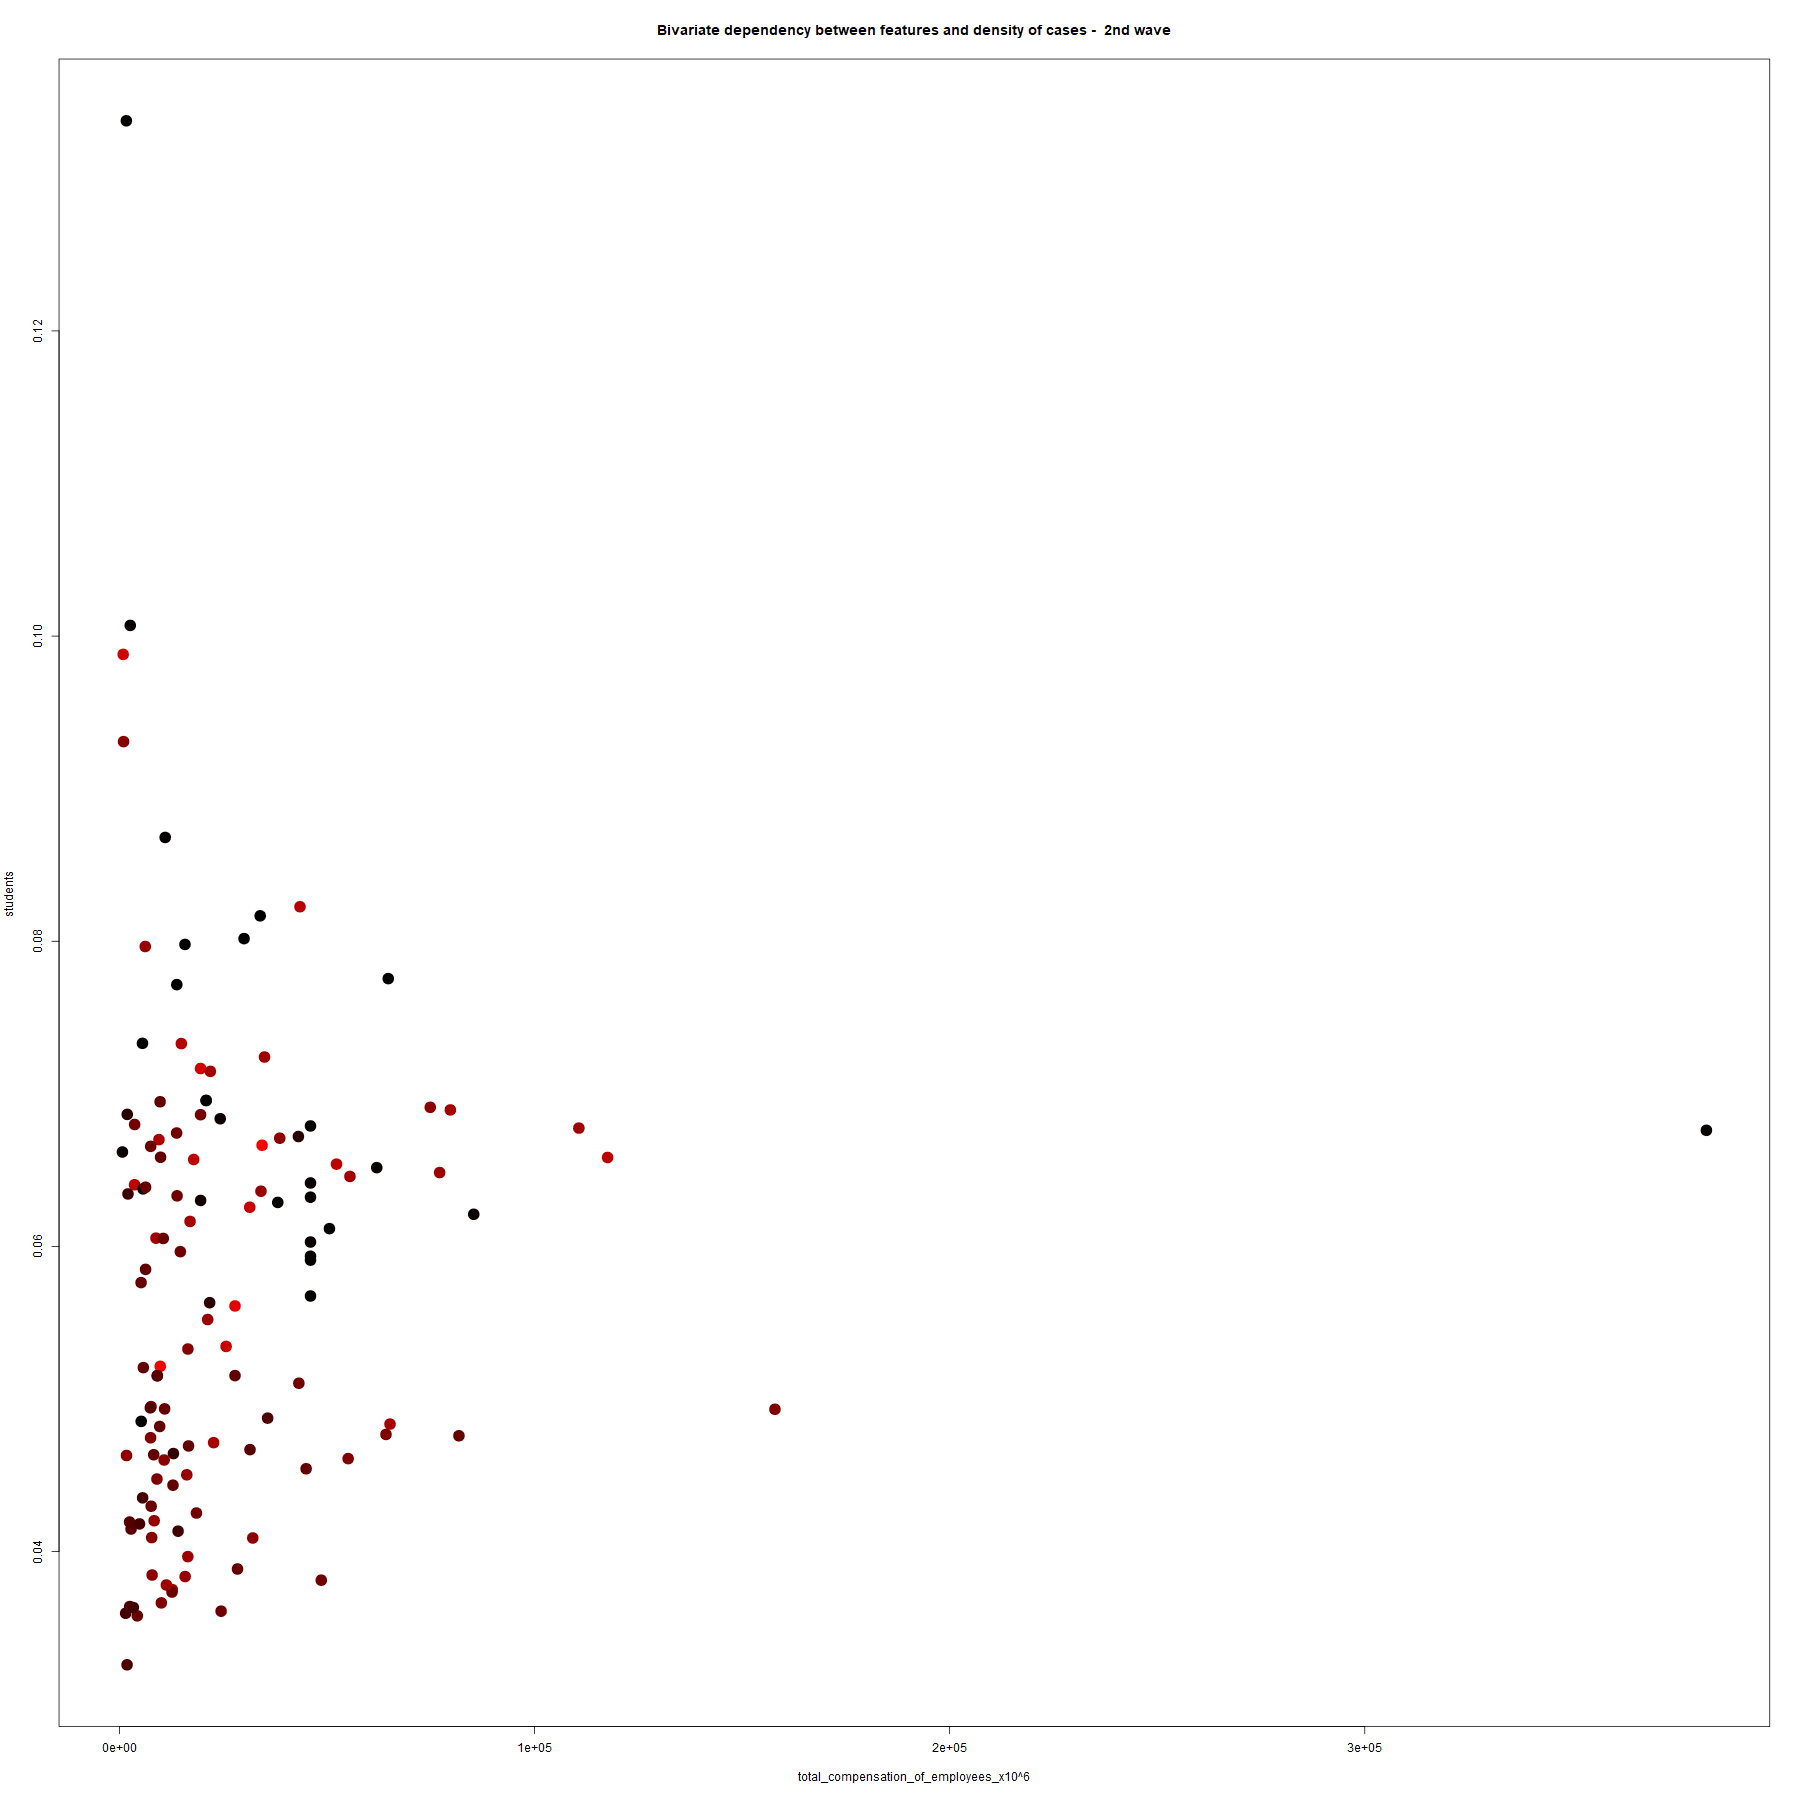 Bivariate dependency between features and density of cases -  2nd wave
0.12
0.10
0.08
0.06
0.04
students
0e+00
1e+05
2e+05
3e+05
total_compensation_of_employees_x10^6